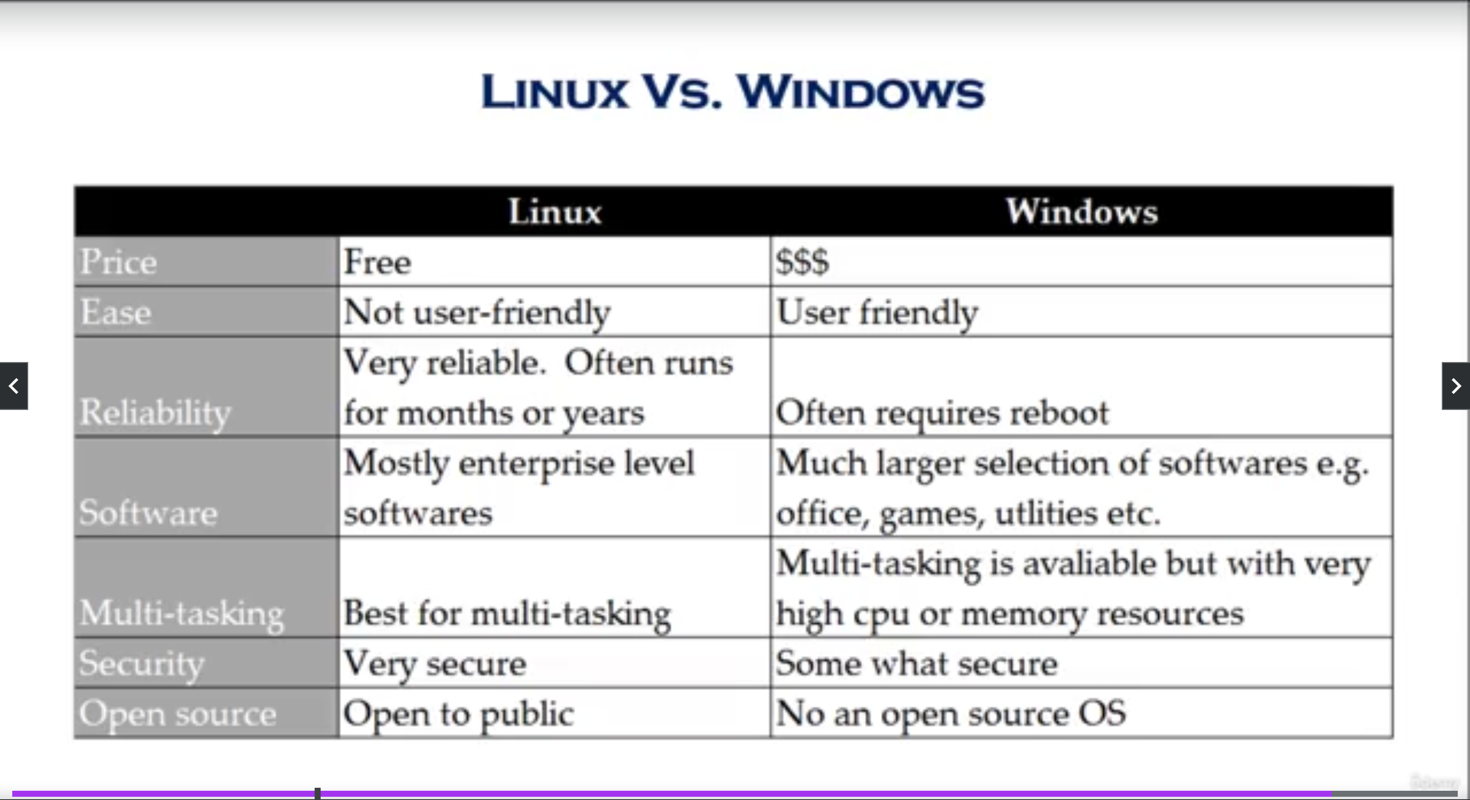 Linux Vs. Windows
Linux Windows
Price Free $$$
Ease Not user-friendly User friendly
Very reliable. Often runs
Reliability for months or years Often requires reboot
Mostly enterprise level Much larger selection of softwares e.g.
Software softwares office, games, utlities etc.
Multi-tasking is avaliable but with very
Multi-tasking Best for multi-tasking high cpu or memory resources
Security Very secure Some what secure
Open source Open to public No an open source OS
Udemy